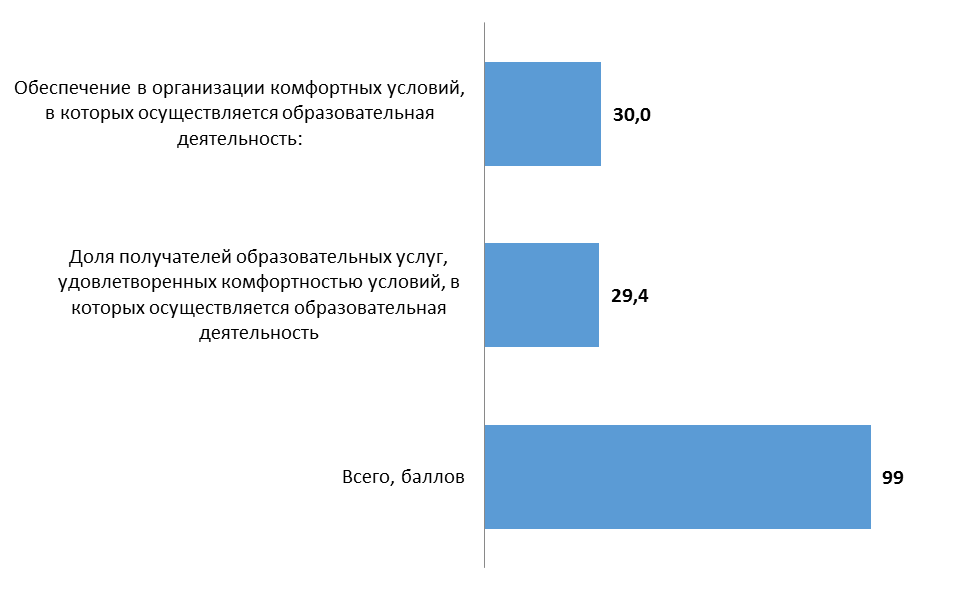 Обеспечение в организации комфортных условий,
в которых осуществляется образовательная
деятельность:
30,0
Доля получателей образовательных услуг,
удовлетворенных комфортностью условий, в
которых осуществляется образовательная
деятельность
29,4
Всего, баллов
99